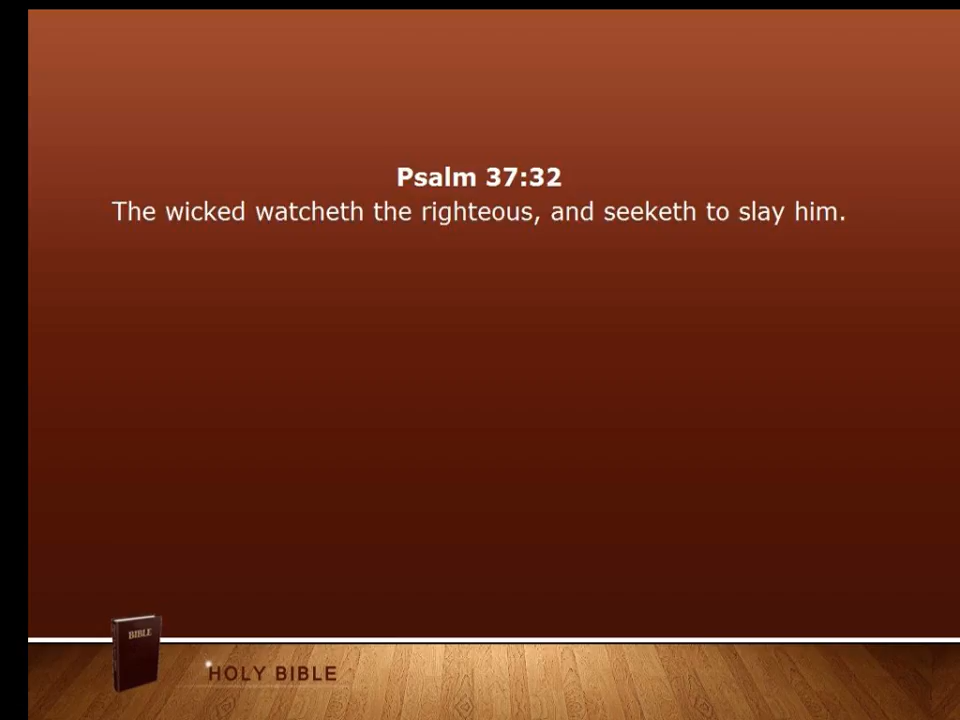 Psalm 37:32
The wicked watcheth the righteous, and seeketh to slay him.
BIBLE
HOLY BIBLE